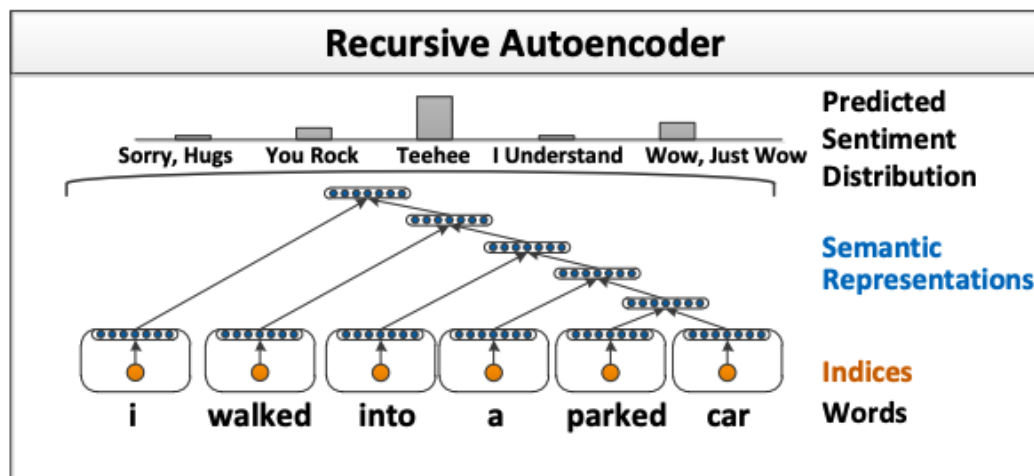 Recursive Autoencoder
Sorry, Hugs
You Rock
Teehee
I Understand
Wow, Just Wow
Predicted
Sentiment
Distribution
Semantic
Representations
Indices
i walked into a parked car
Words